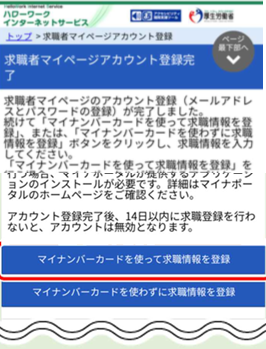 ハローワーク
インターネットサービス
厚生労働省
トップ > 求職者マイページアカウント登録
ページ
最下部へ
求職者マイページアカウント登録完
了
求職者マイページのアカウント登録（メールアドレ
スとパスワードの登録）が完了しました。
続けて「マイナンバーカードを使って求職情報を登
録」、または、「マイナンバーカードを使わずに求職
情報を登録」ボタンをクリックし、求職情報を入力
してください。
「マイナンバーカードを使って求職情報を登録」を
行う場合、マイナポータルが提供するアプリケーシ
ョンのインストールが必要です。詳細はマイナポー
タルのホームページをご確認ください。
アカウント登録完了後、14日以内に求職登録を行わ
ないと、アカウントは無効となります。
マイナンバーカードを使って求職情報を登録
マイナンバーカードを使わずに求職情報を登録